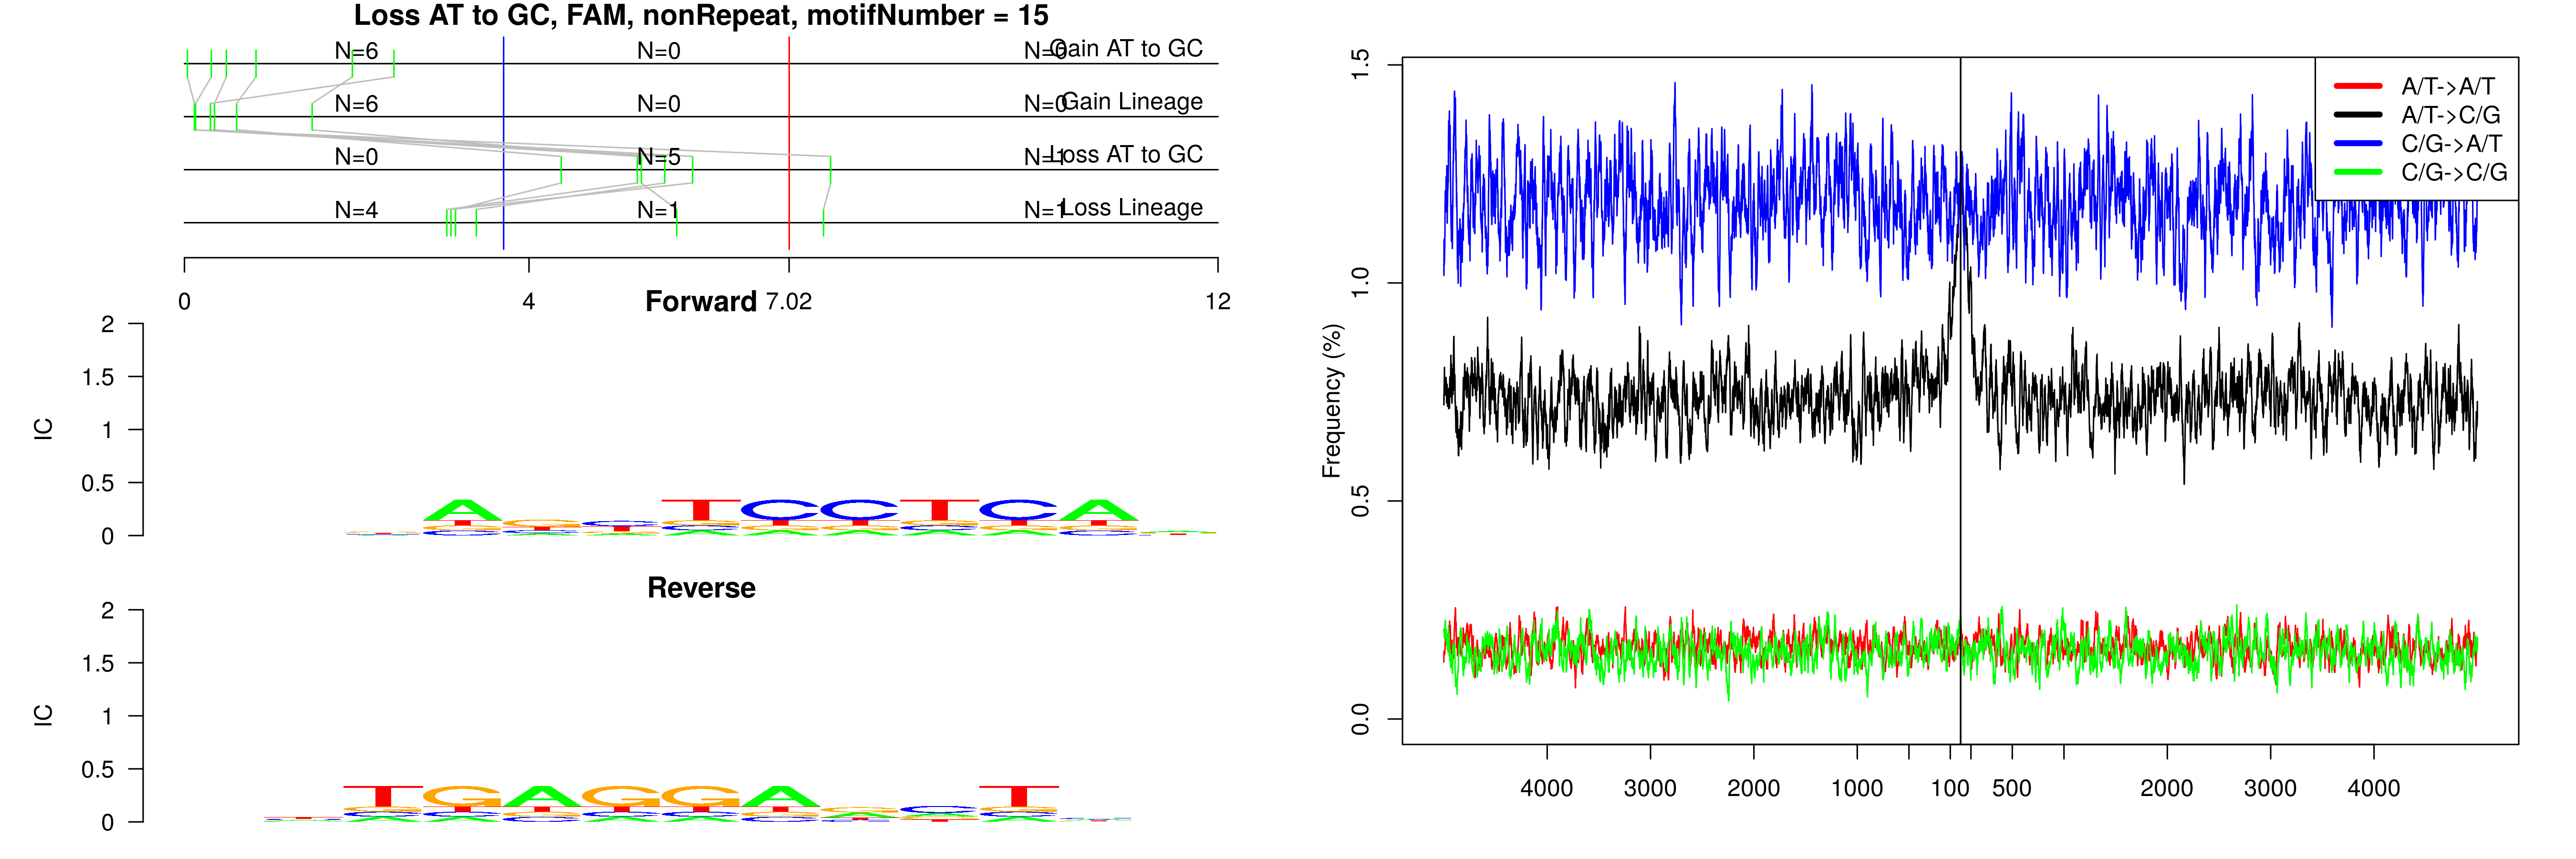 Loss AT to GC, FAM, nonRepeat, motifNumber = 15
N=6 N=0 N=0 Gain AT to GC
N=6 N=0 N=0 Gain Lineage
N=0 N=5 N=1 Loss AT to GC
N=4 N=1 N=1 Loss Lineage
0 4 7.02 12
Forward
IC
2
1.5
1
0.5
0
A G C T C C T C A
Reverse
IC
2
1.5
1
0.5
0
T G A G G A G C T
Frequency (%)
1.5
1.0
0.5
0.0
A/T->A/T
A/T->C/G
C/G->A/T
C/G->C/G
4000 3000 2000 1000 100 500 2000 3000 4000